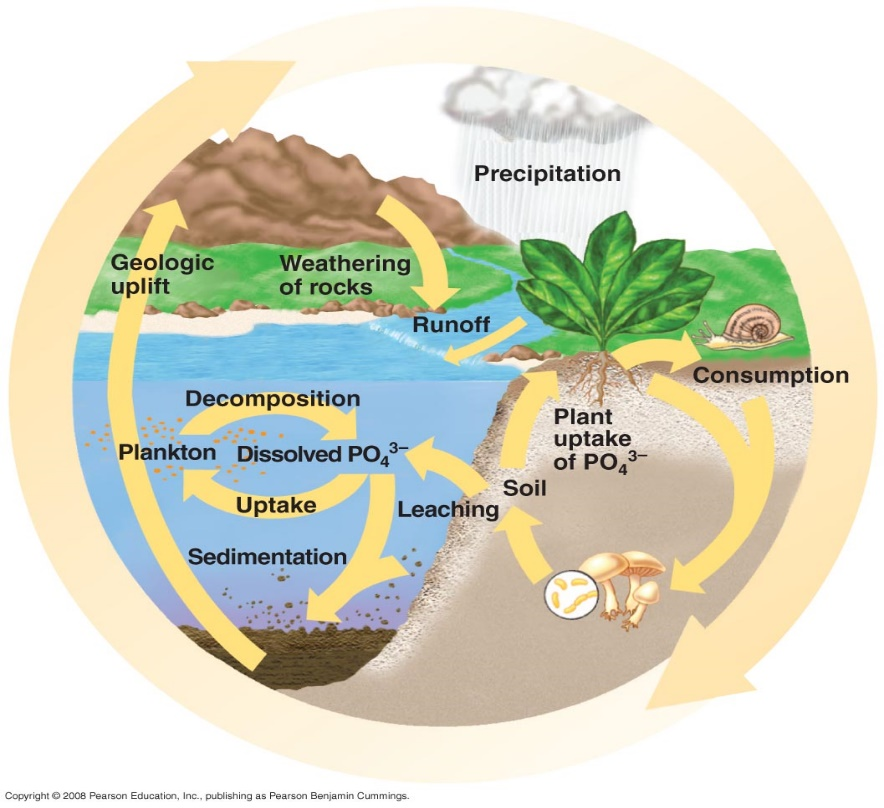 Precipitation
Geologic
uplift
Weathering
of rocks
Runoff
Consumption
Decomposition
Plant
uptake
of PO₄³⁻
Plankton
Dissolved PO₄³⁻
Soil
Uptake
Leaching
Sedimentation
Copyright © 2008 Pearson Education, Inc., publishing as Pearson Benjamin Cummings.